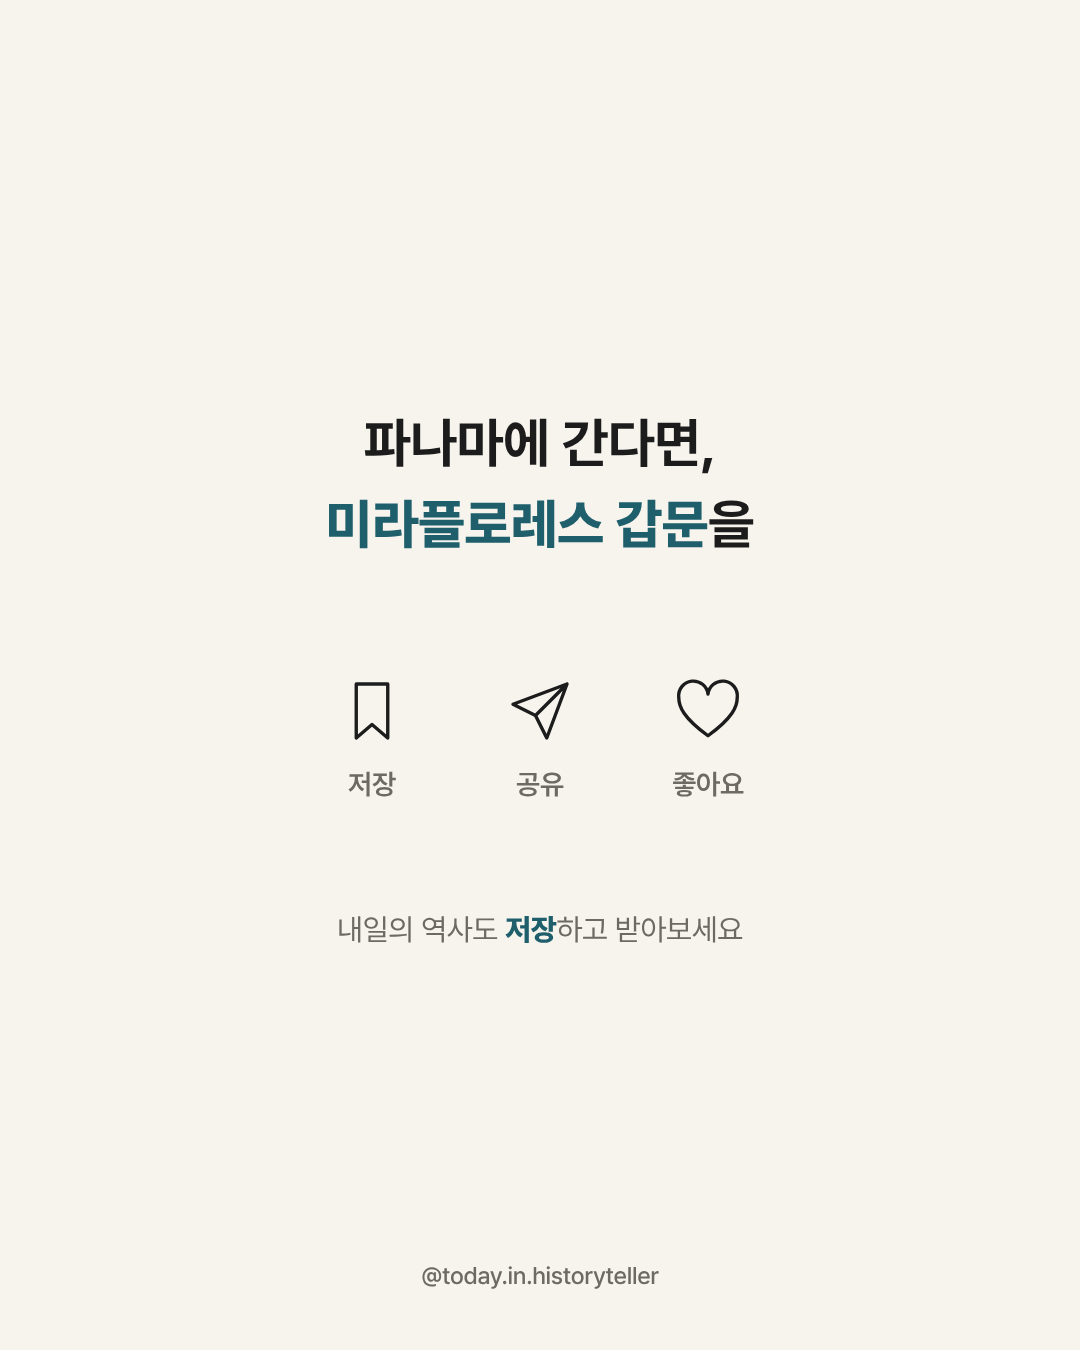 파나마에 간다면,
미라플로레스 갑문을
저장 공유 좋아요
내일의 역사도 저장하고 받아보세요
@today.in.historyteller